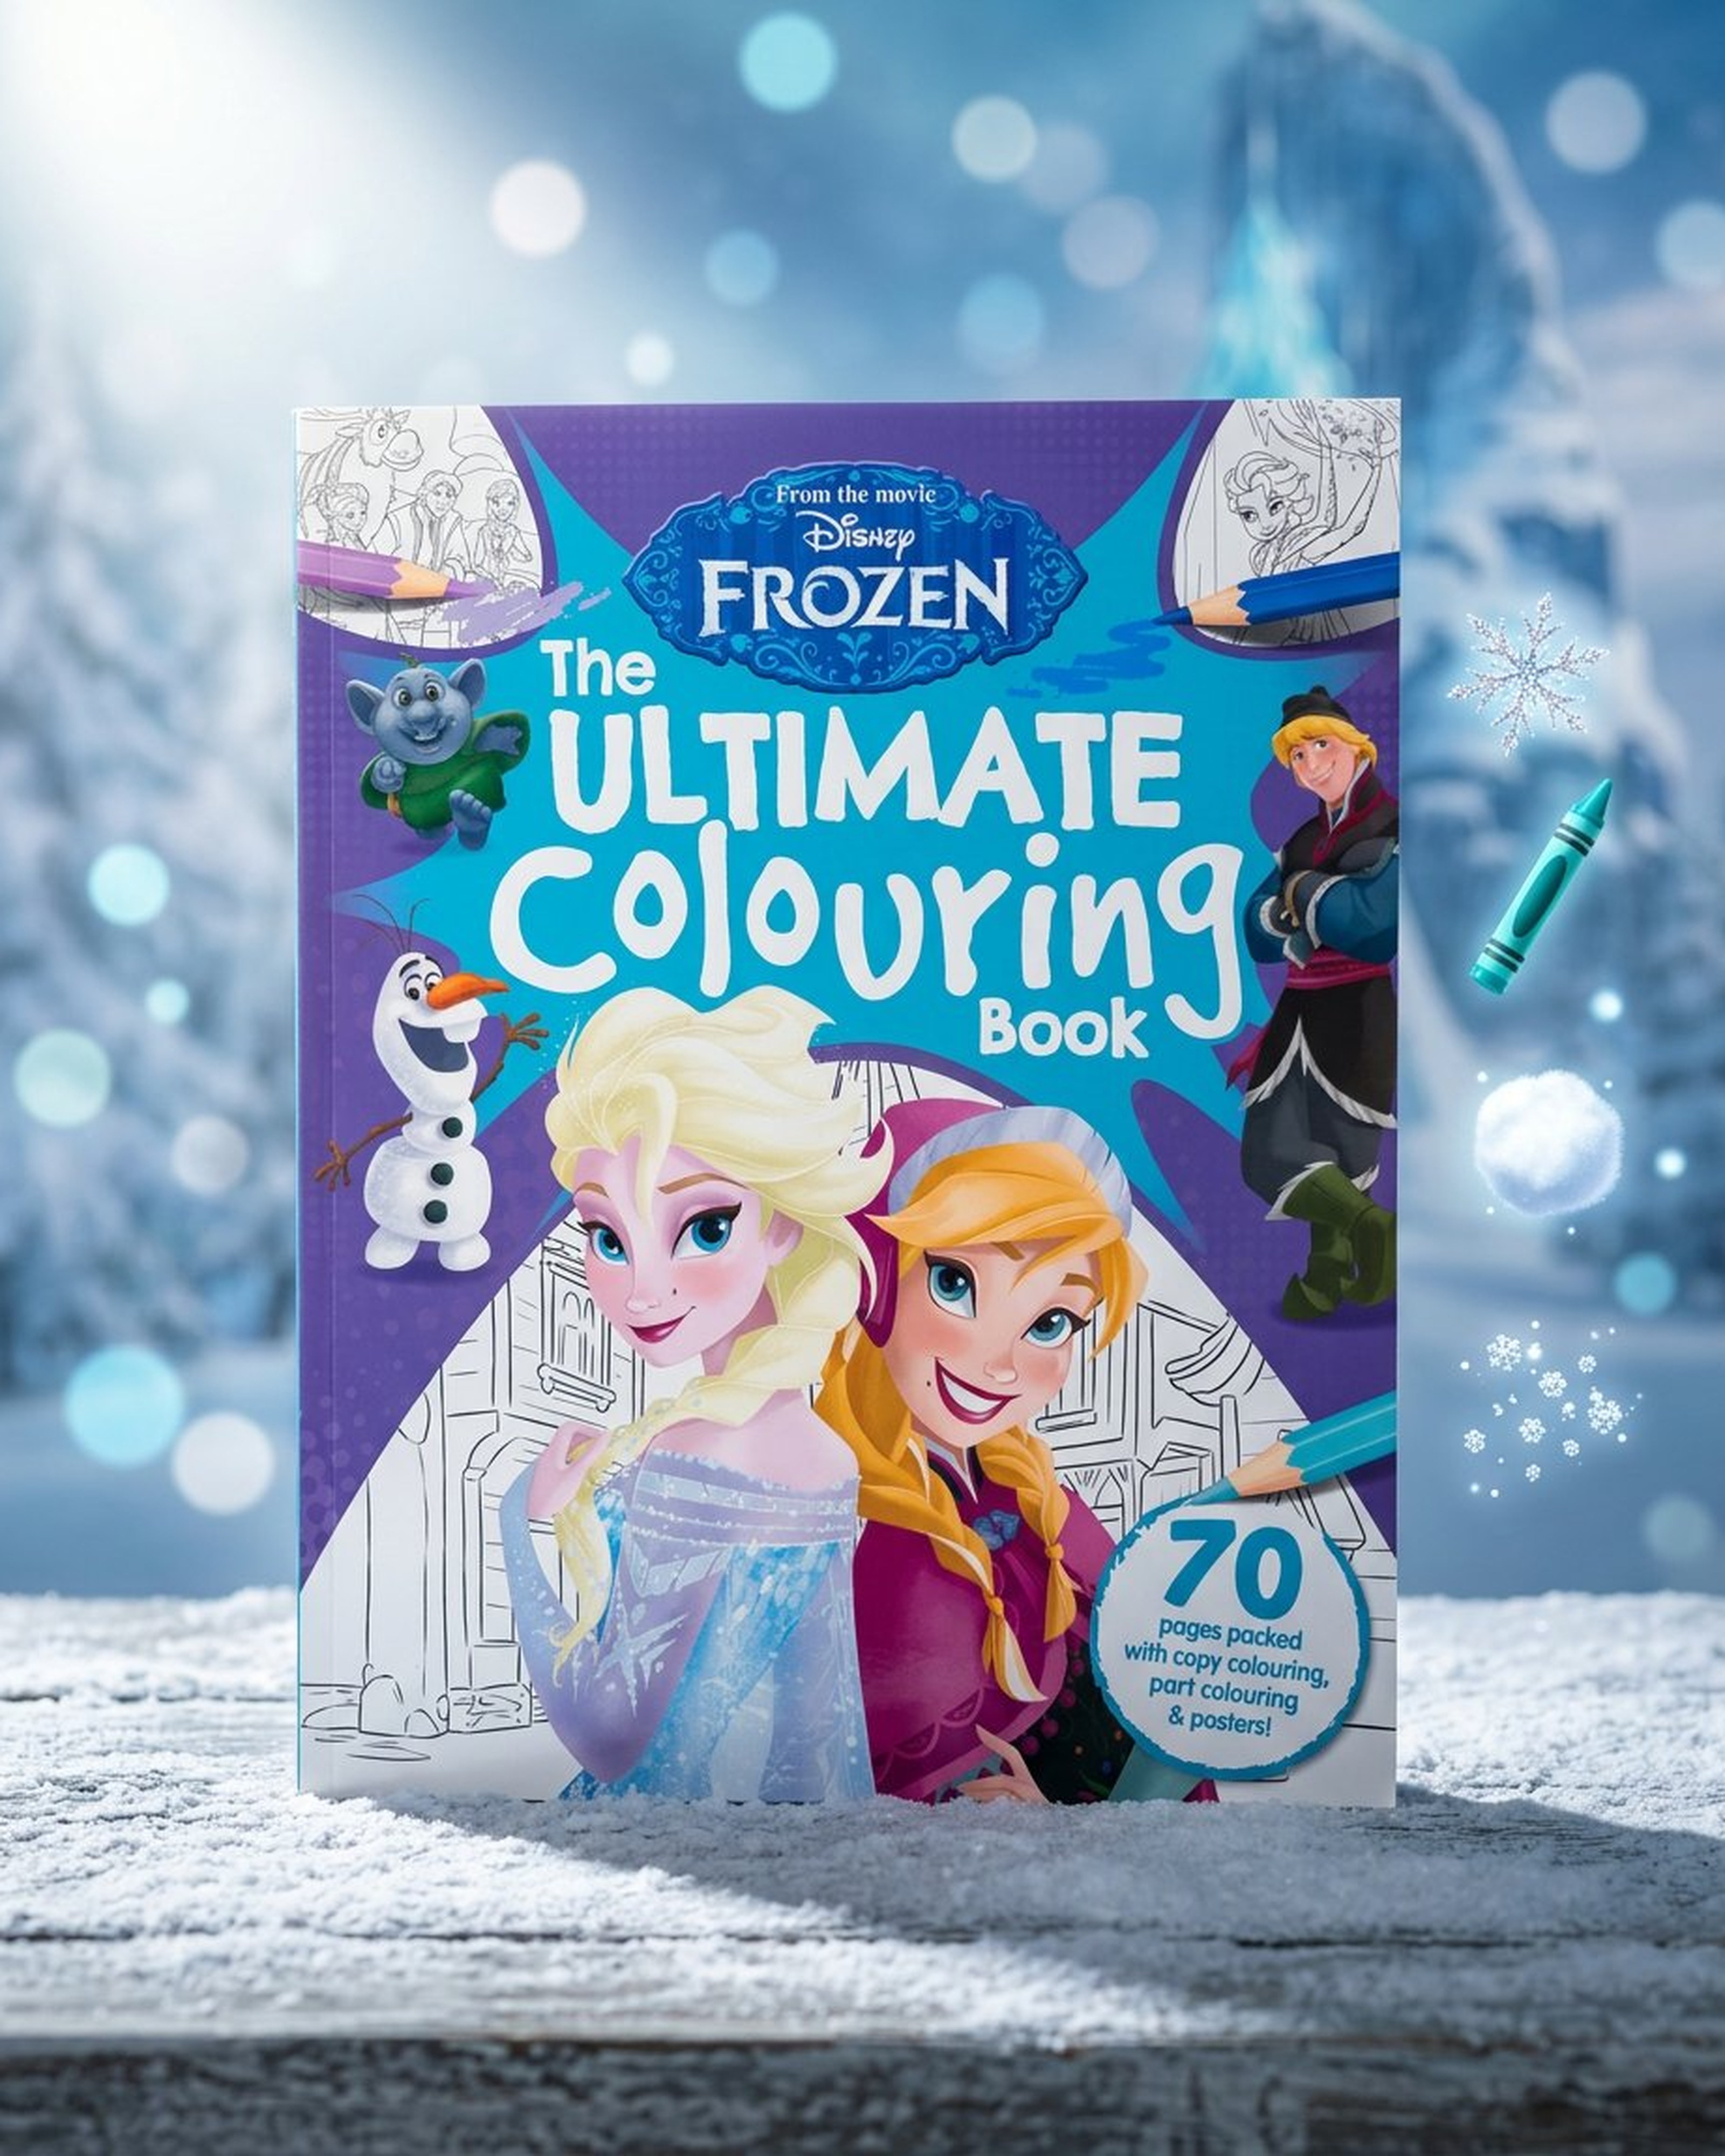 From the movie
Disney
FROZEN
The
ULTIMATE
Colouring
Book
70
pages packed
with copy colouring,
part colouring
& posters!